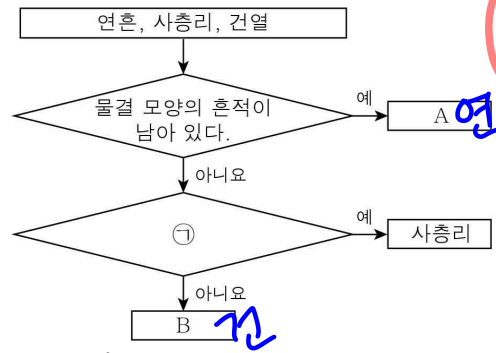 연흔, 사층리, 건열
물결 모양의 흔적이
남아 있다.
예
A 연
아니요
㉠
예
사층리
아니요
B 건